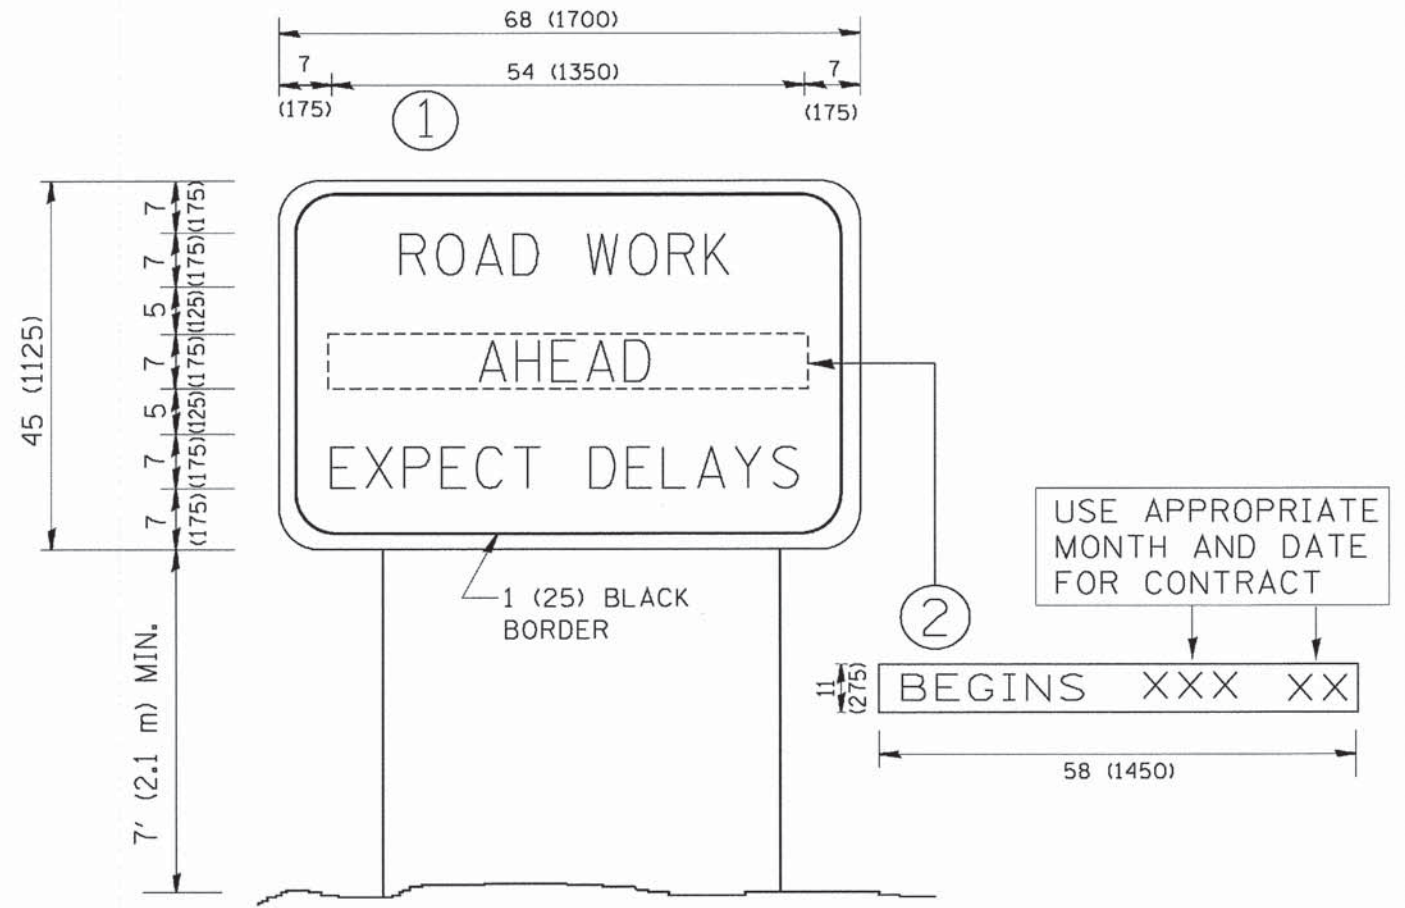 68 (1700)
7 54 (1350) 7
(175) (175)
1
7 (175)
7 (175)
5 (125)
7 (175)
5 (125)
7 (175)
7 (175)
45 (1125)
ROAD WORK
AHEAD
EXPECT DELAYS
1 (25) BLACK
BORDER
7' (2.1 m) MIN.
2
USE APPROPRIATE
MONTH AND DATE
FOR CONTRACT
11
(275)
BEGINS XXX XX
58 (1450)